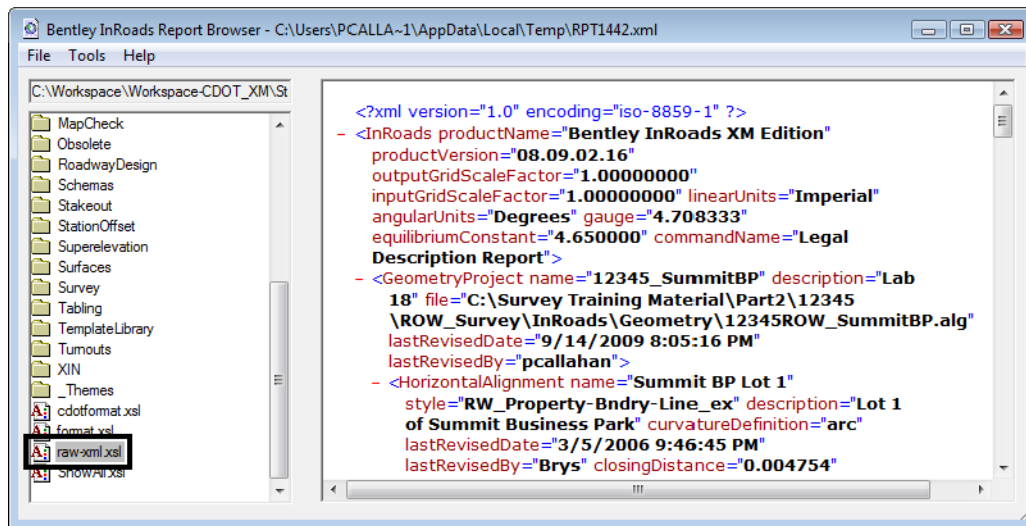 Bentley InRoads Report Browser - C:\Users\PCALLA~1\AppData\Local\Temp\RPT1442.xml
File Tools Help
C:\Workspace\Workspace-CDOT_XM\St
MapCheck
Obsolete
RoadwayDesign
Schemas
Stakeout
StationOffset
Superelevation
Surfaces
Survey
Tabling
TemplateLibrary
Turnouts
XIN
_Themes
cdotformat.xsl
format.xsl
raw-xml.xsl
ShowAll.xsl
<?xml version="1.0" encoding="iso-8859-1" ?>
- <InRoads productName="Bentley InRoads XM Edition"
productVersion="08.09.02.16"
outputGridScaleFactor="1.00000000"
inputGridScaleFactor="1.00000000" linearUnits="Imperial"
angularUnits="Degrees" gauge="4.708333"
equilibriumConstant="4.650000" commandName="Legal
Description Report">
- <GeometryProject name="12345_SummitBP" description="Lab
18" file="C:\Survey Training Material\Part2\12345
\ROW_Survey\InRoads\Geometry\12345ROW_SummitBP.alg"
lastRevisedDate="9/14/2009 8:05:16 PM"
lastRevisedBy="pcallahan">
- <HorizontalAlignment name="Summit BP Lot 1"
style="RW_Property-Bndry-Line_ex" description="Lot 1
of Summit Business Park" curvatureDefinition="arc"
lastRevisedDate="3/5/2006 9:46:45 PM"
lastRevisedBy="Brys" closingDistance="0.004754"